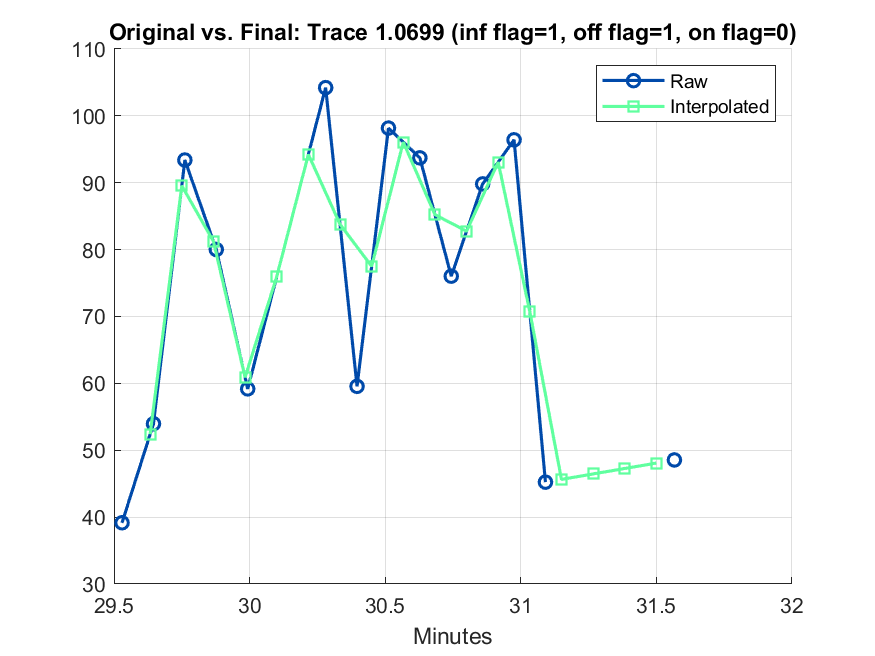 Original vs. Final: Trace 1.0699 (inf flag=1, off flag=1, on flag=0)
110
100
90
80
70
60
50
40
30
Raw
Interpolated
29.5 30 30.5 31 31.5 32
Minutes